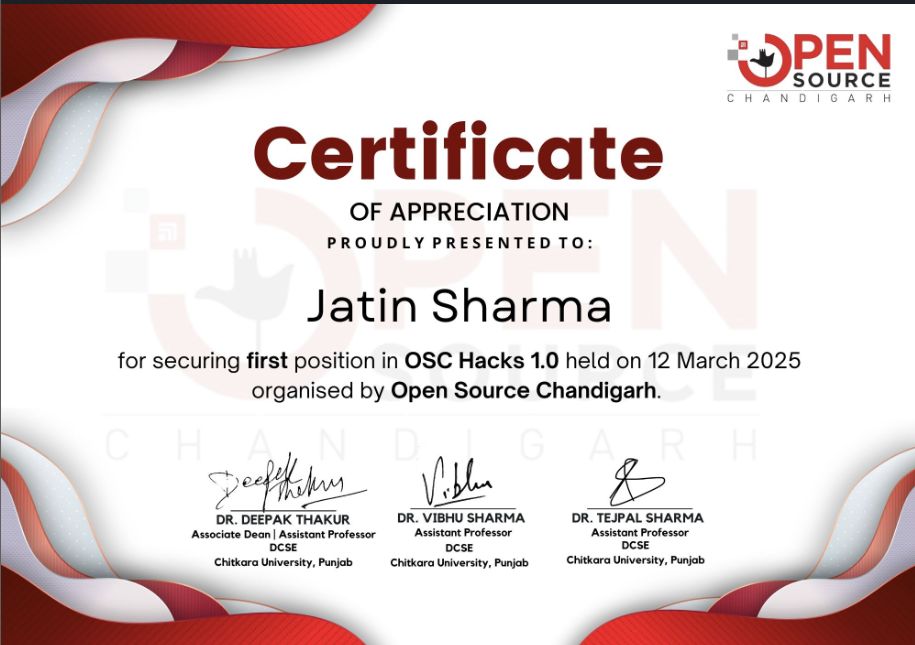 OPEN
SOURCE
CHANDIGARH
Certificate
OF APPRECIATION
PROUDLY PRESENTED TO:
Jatin Sharma
for securing first position in OSC Hacks 1.0 held on 12 March 2025
organised by Open Source Chandigarh.
OPEN
SOURCE
CHANDIGARH
Deepak Thakur
Vibhu
DR. DEEPAK THAKUR
Associate Dean | Assistant Professor
DCSE
Chitkara University, Punjab
DR. VIBHU SHARMA
Assistant Professor
DCSE
Chitkara University, Punjab
DR. TEJPAL SHARMA
Assistant Professor
DCSE
Chitkara University, Punjab